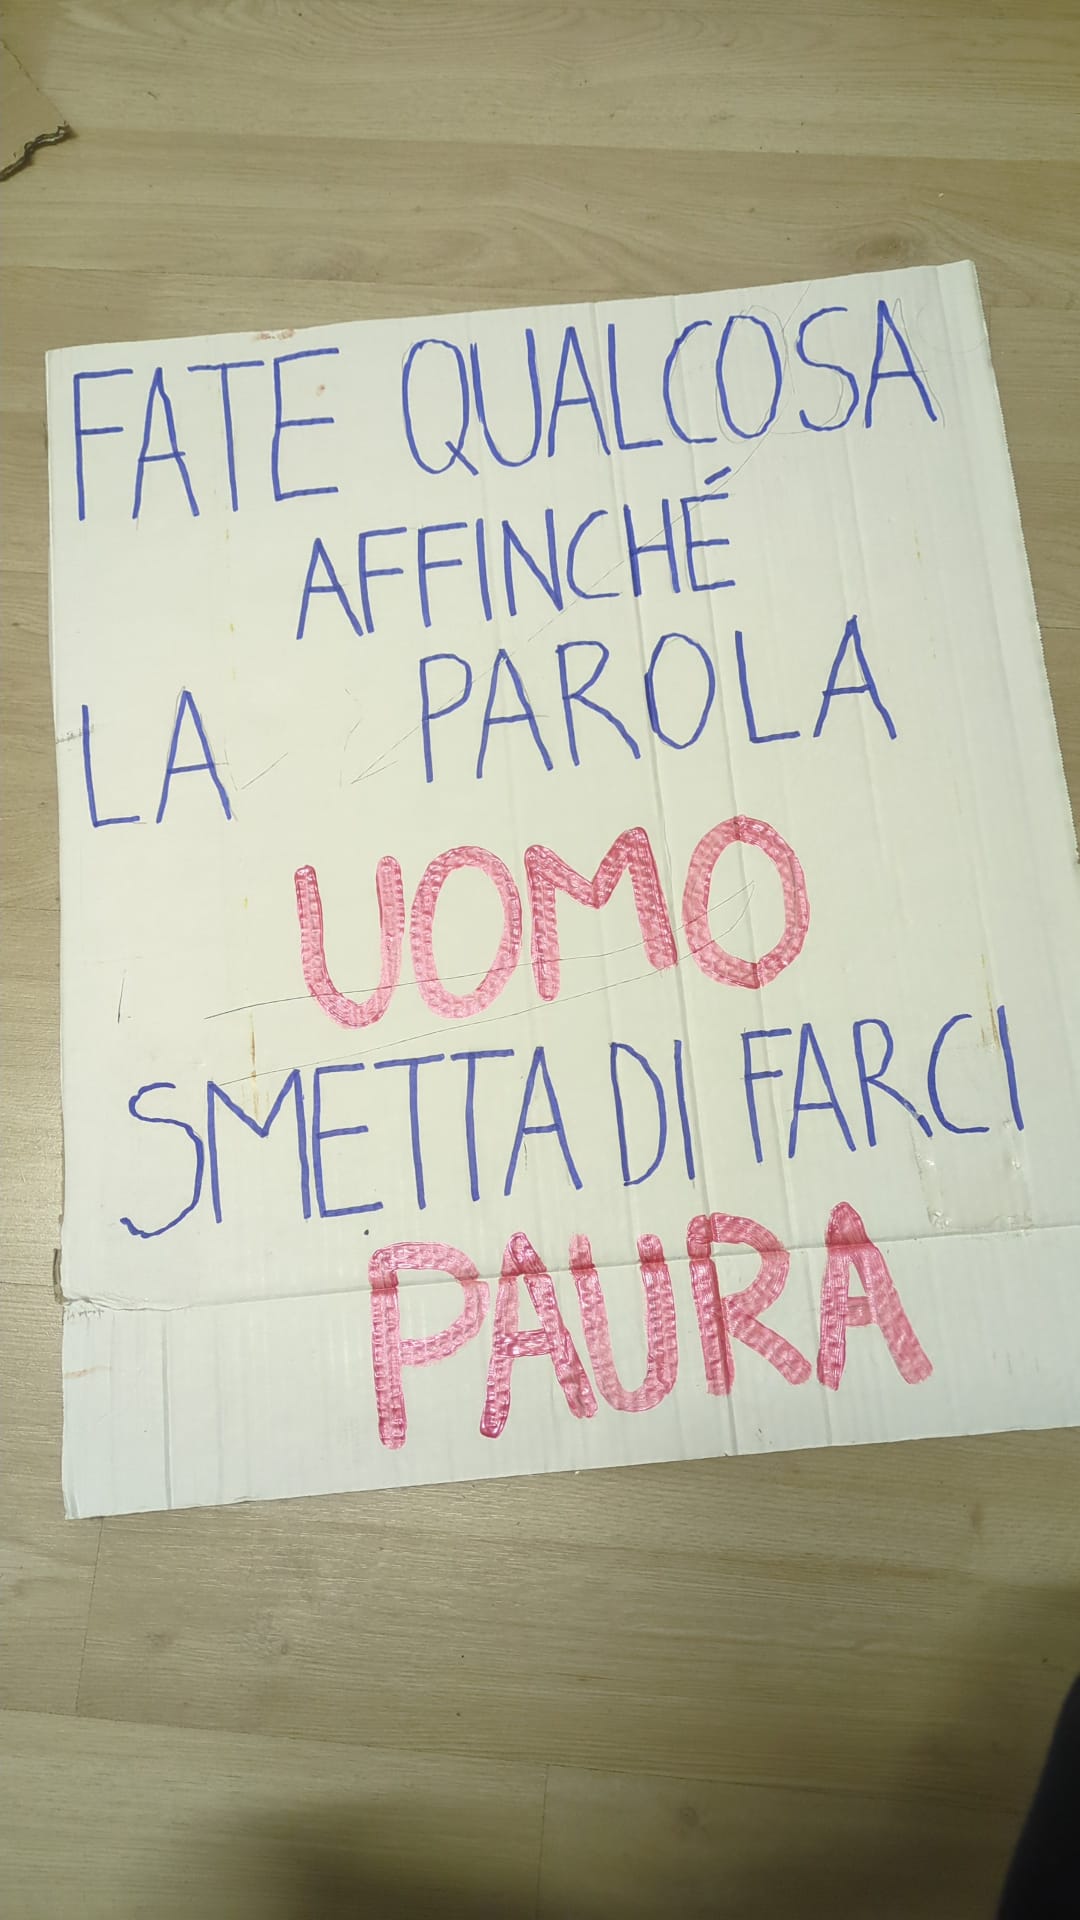 FATE QUALCOSA
AFFINCHÉ
LA PAROLA
UOMO
SMETTA DI FARCI
PAURA